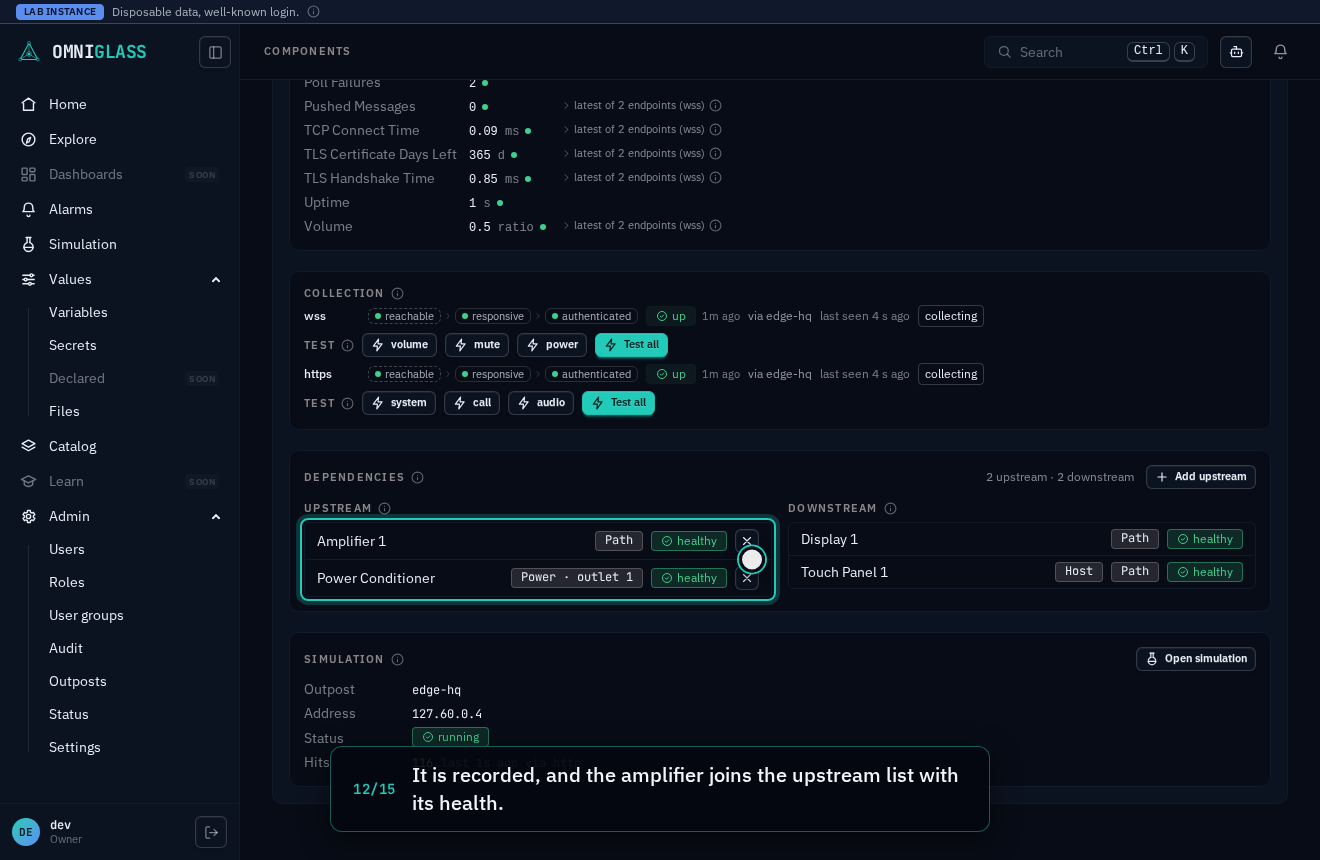 LAB INSTANCE Disposable data, well-known login.
OMNIGLASS
COMPONENTS
Search Ctrl K
Home
Explore
Dashboards SOON
Alarms
Simulation
Values
Variables
Secrets
Declared SOON
Files
Catalog
Learn SOON
Admin
Users
Roles
User groups
Audit
Outposts
Status
Settings
DE dev
Owner
Poll Failures 2
Pushed Messages 0 latest of 2 endpoints (wss)
TCP Connect Time 0.09 ms latest of 2 endpoints (wss)
TLS Certificate Days Left 365 d latest of 2 endpoints (wss)
TLS Handshake Time 0.85 ms latest of 2 endpoints (wss)
Uptime 1 s
Volume 0.5 ratio latest of 2 endpoints (wss)
COLLECTION
wss reachable responsive authenticated up 1m ago via edge-hq last seen 4 s ago collecting
TEST volume mute power Test all
https reachable responsive authenticated up 1m ago via edge-hq last seen 4 s ago collecting
TEST system call audio Test all
DEPENDENCIES 2 upstream · 2 downstream Add upstream
UPSTREAM
Amplifier 1 Path healthy
Power Conditioner Power · outlet 1 healthy
DOWNSTREAM
Display 1 Path healthy
Touch Panel 1 Host Path healthy
SIMULATION Open simulation
Outpost edge-hq
Address 127.60.0.4
Status running
Hits 116 last 1s ago via http
12/15 It is recorded, and the amplifier joins the upstream list with
its health.